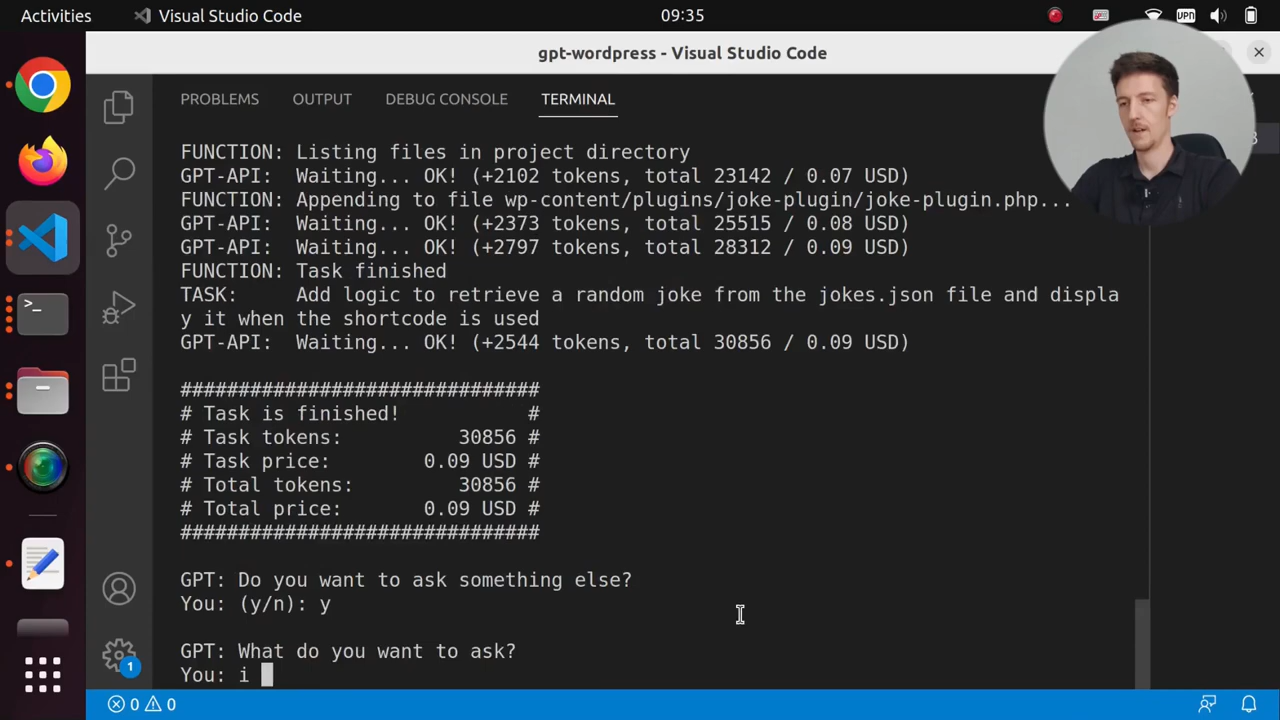 Activities
Visual Studio Code
09:35
VPN
gpt-wordpress - Visual Studio Code
PROBLEMS OUTPUT DEBUG CONSOLE TERMINAL
FUNCTION: Listing files in project directory
GPT-API: Waiting... OK! (+2102 tokens, total 23142 / 0.07 USD)
FUNCTION: Appending to file wp-content/plugins/joke-plugin/joke-plugin.php...
GPT-API: Waiting... OK! (+2373 tokens, total 25515 / 0.08 USD)
GPT-API: Waiting... OK! (+2797 tokens, total 28312 / 0.09 USD)
FUNCTION: Task finished
TASK: Add logic to retrieve a random joke from the jokes.json file and displa
y it when the shortcode is used
GPT-API: Waiting... OK! (+2544 tokens, total 30856 / 0.09 USD)
###############################
# Task is finished! #
# Task tokens: 30856 #
# Task price: 0.09 USD #
# Total tokens: 30856 #
# Total price: 0.09 USD #
###############################
GPT: Do you want to ask something else?
You: (y/n): y
GPT: What do you want to ask?
You: i
1
0 0